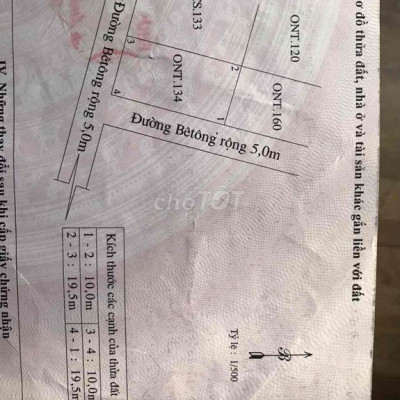 ơ đồ thửa đất, nhà ở và tài sản khác gắn liền với đất
ONT.120
S.133
ONT.160
ONT.134
2
3
1
4
Đường Bêtông rộng 5,0m
Đường Bêtông rộng 5,0m
B
Tỷ lệ : 1/500
Kích thước các cạnh của thửa đất
1 - 2 : 10,0m 3 - 4 : 10,0m
2 - 3 : 19,5m 4 - 1 : 19,5m
IV. Những thay đổi sau khi cấp giấy chứng nhận
chợTỐT